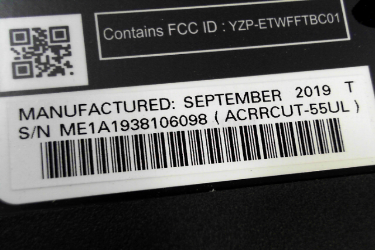 Contains FCC ID : YZP-ETWFFTBC01
MANUFACTURED: SEPTEMBER 2019 T
S/N ME1A1938106098 ( ACRRCUT-55UL )